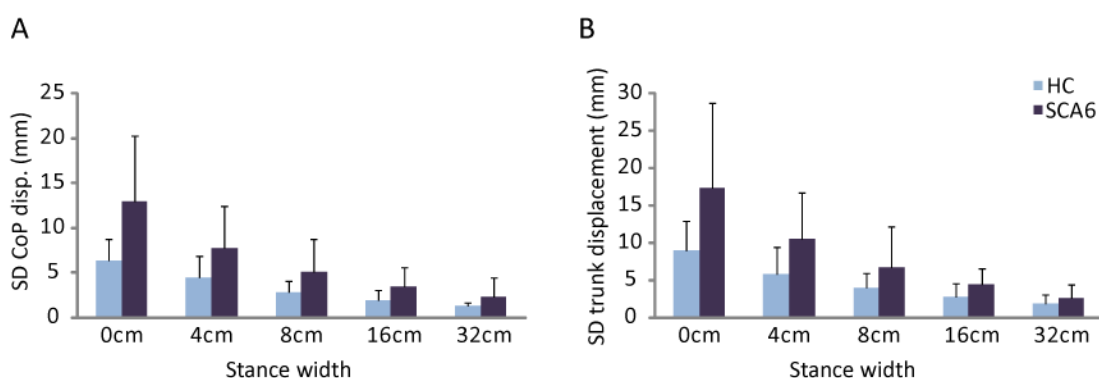 A
SD CoP disp. (mm)
25
20
15
10
5
0
0cm 4cm 8cm 16cm 32cm
Stance width
B
SD trunk displacement (mm)
30
25
20
15
10
5
0
0cm 4cm 8cm 16cm 32cm
Stance width
HC
SCA6